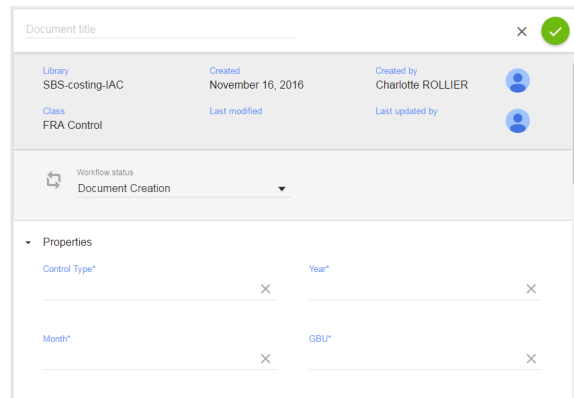 Document title
Library Created Created by
SBS-costing-IAC November 16, 2016 Charlotte ROLLIER
Class Last modified Last updated by
FRA Control
Workflow status
Document Creation
Properties
Control Type* Year*
Month* GBU*